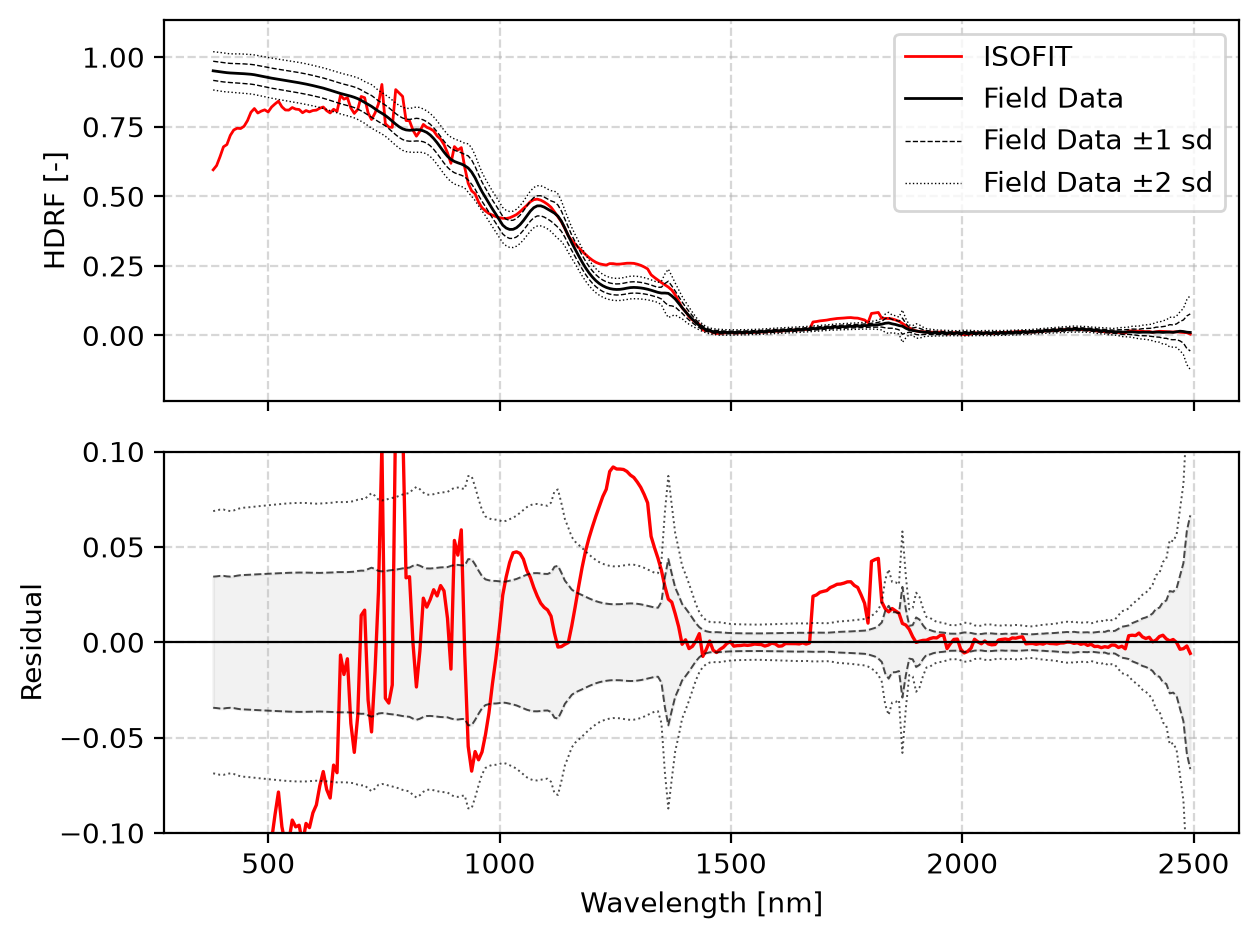 1.00
0.75
0.50
0.25
0.00
HDRF [-]
ISOFIT
Field Data
Field Data ±1 sd
Field Data ±2 sd
0.10
0.05
0.00
−0.05
−0.10
Residual
500
1000
1500
2000
2500
Wavelength [nm]